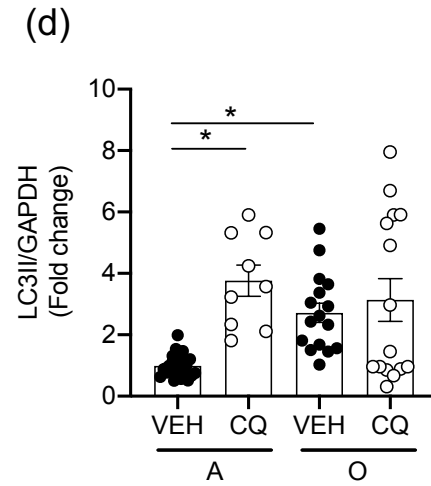 (d)
LC3II/GAPDH
(Fold change)
10
8
6
4
2
0
*
*
VEH CQ VEH CQ
A O